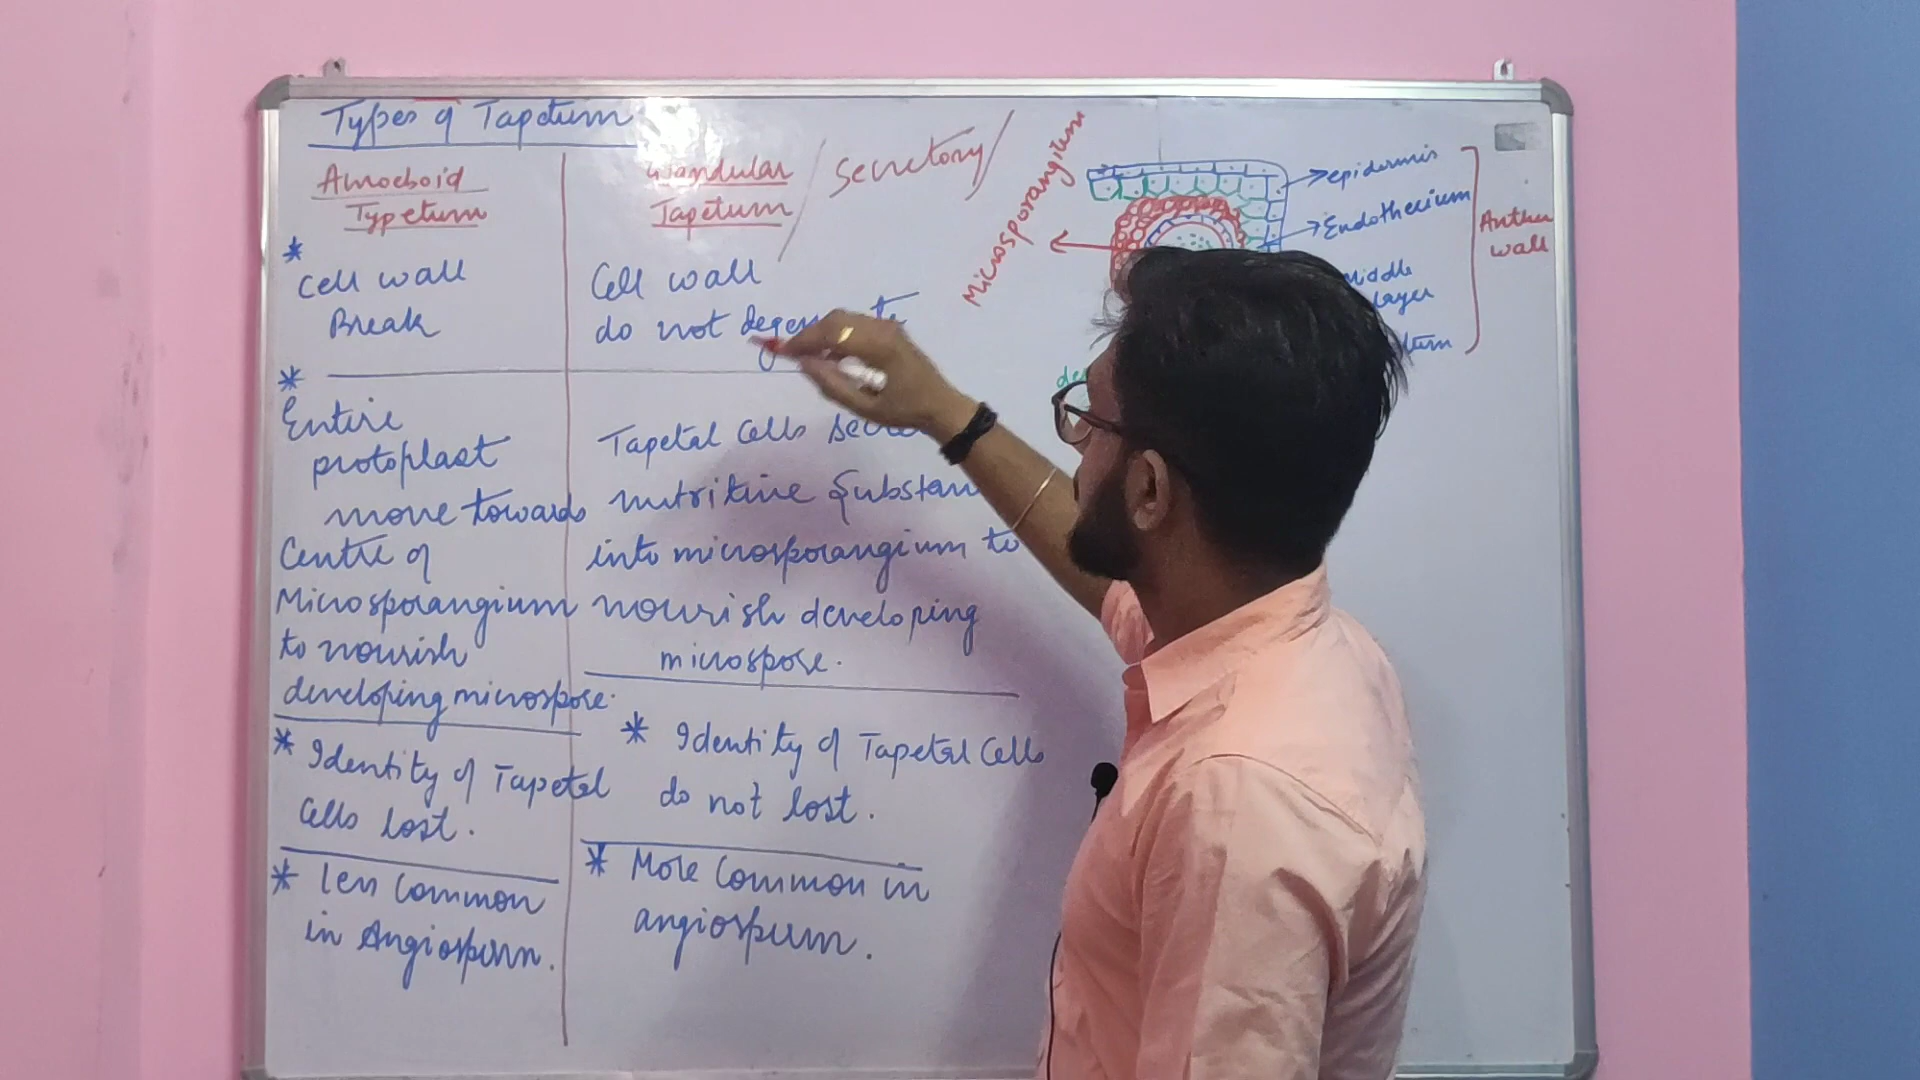 Types of Tapetum
Amoeboid
Typetum
* Cell wall
Break
* Entire
protoplast
move towards
Centre of
Microsporangium
to nourish
developing microspore.
* Identity of Tapetal
Cells lost.
* Less Common
in Angiosperm.
Glandular
Tapetum
/ Secretory /
Cell wall
do not
Tapetal Cells
nutritive
into microsporangium to
nourish developing
microspore.
* Identity of Tapetal Cells
do not lost.
* More Common in
angiosperm.
Microsporangium
epidermis
Endothecium
Middle
layer
Anther
wall